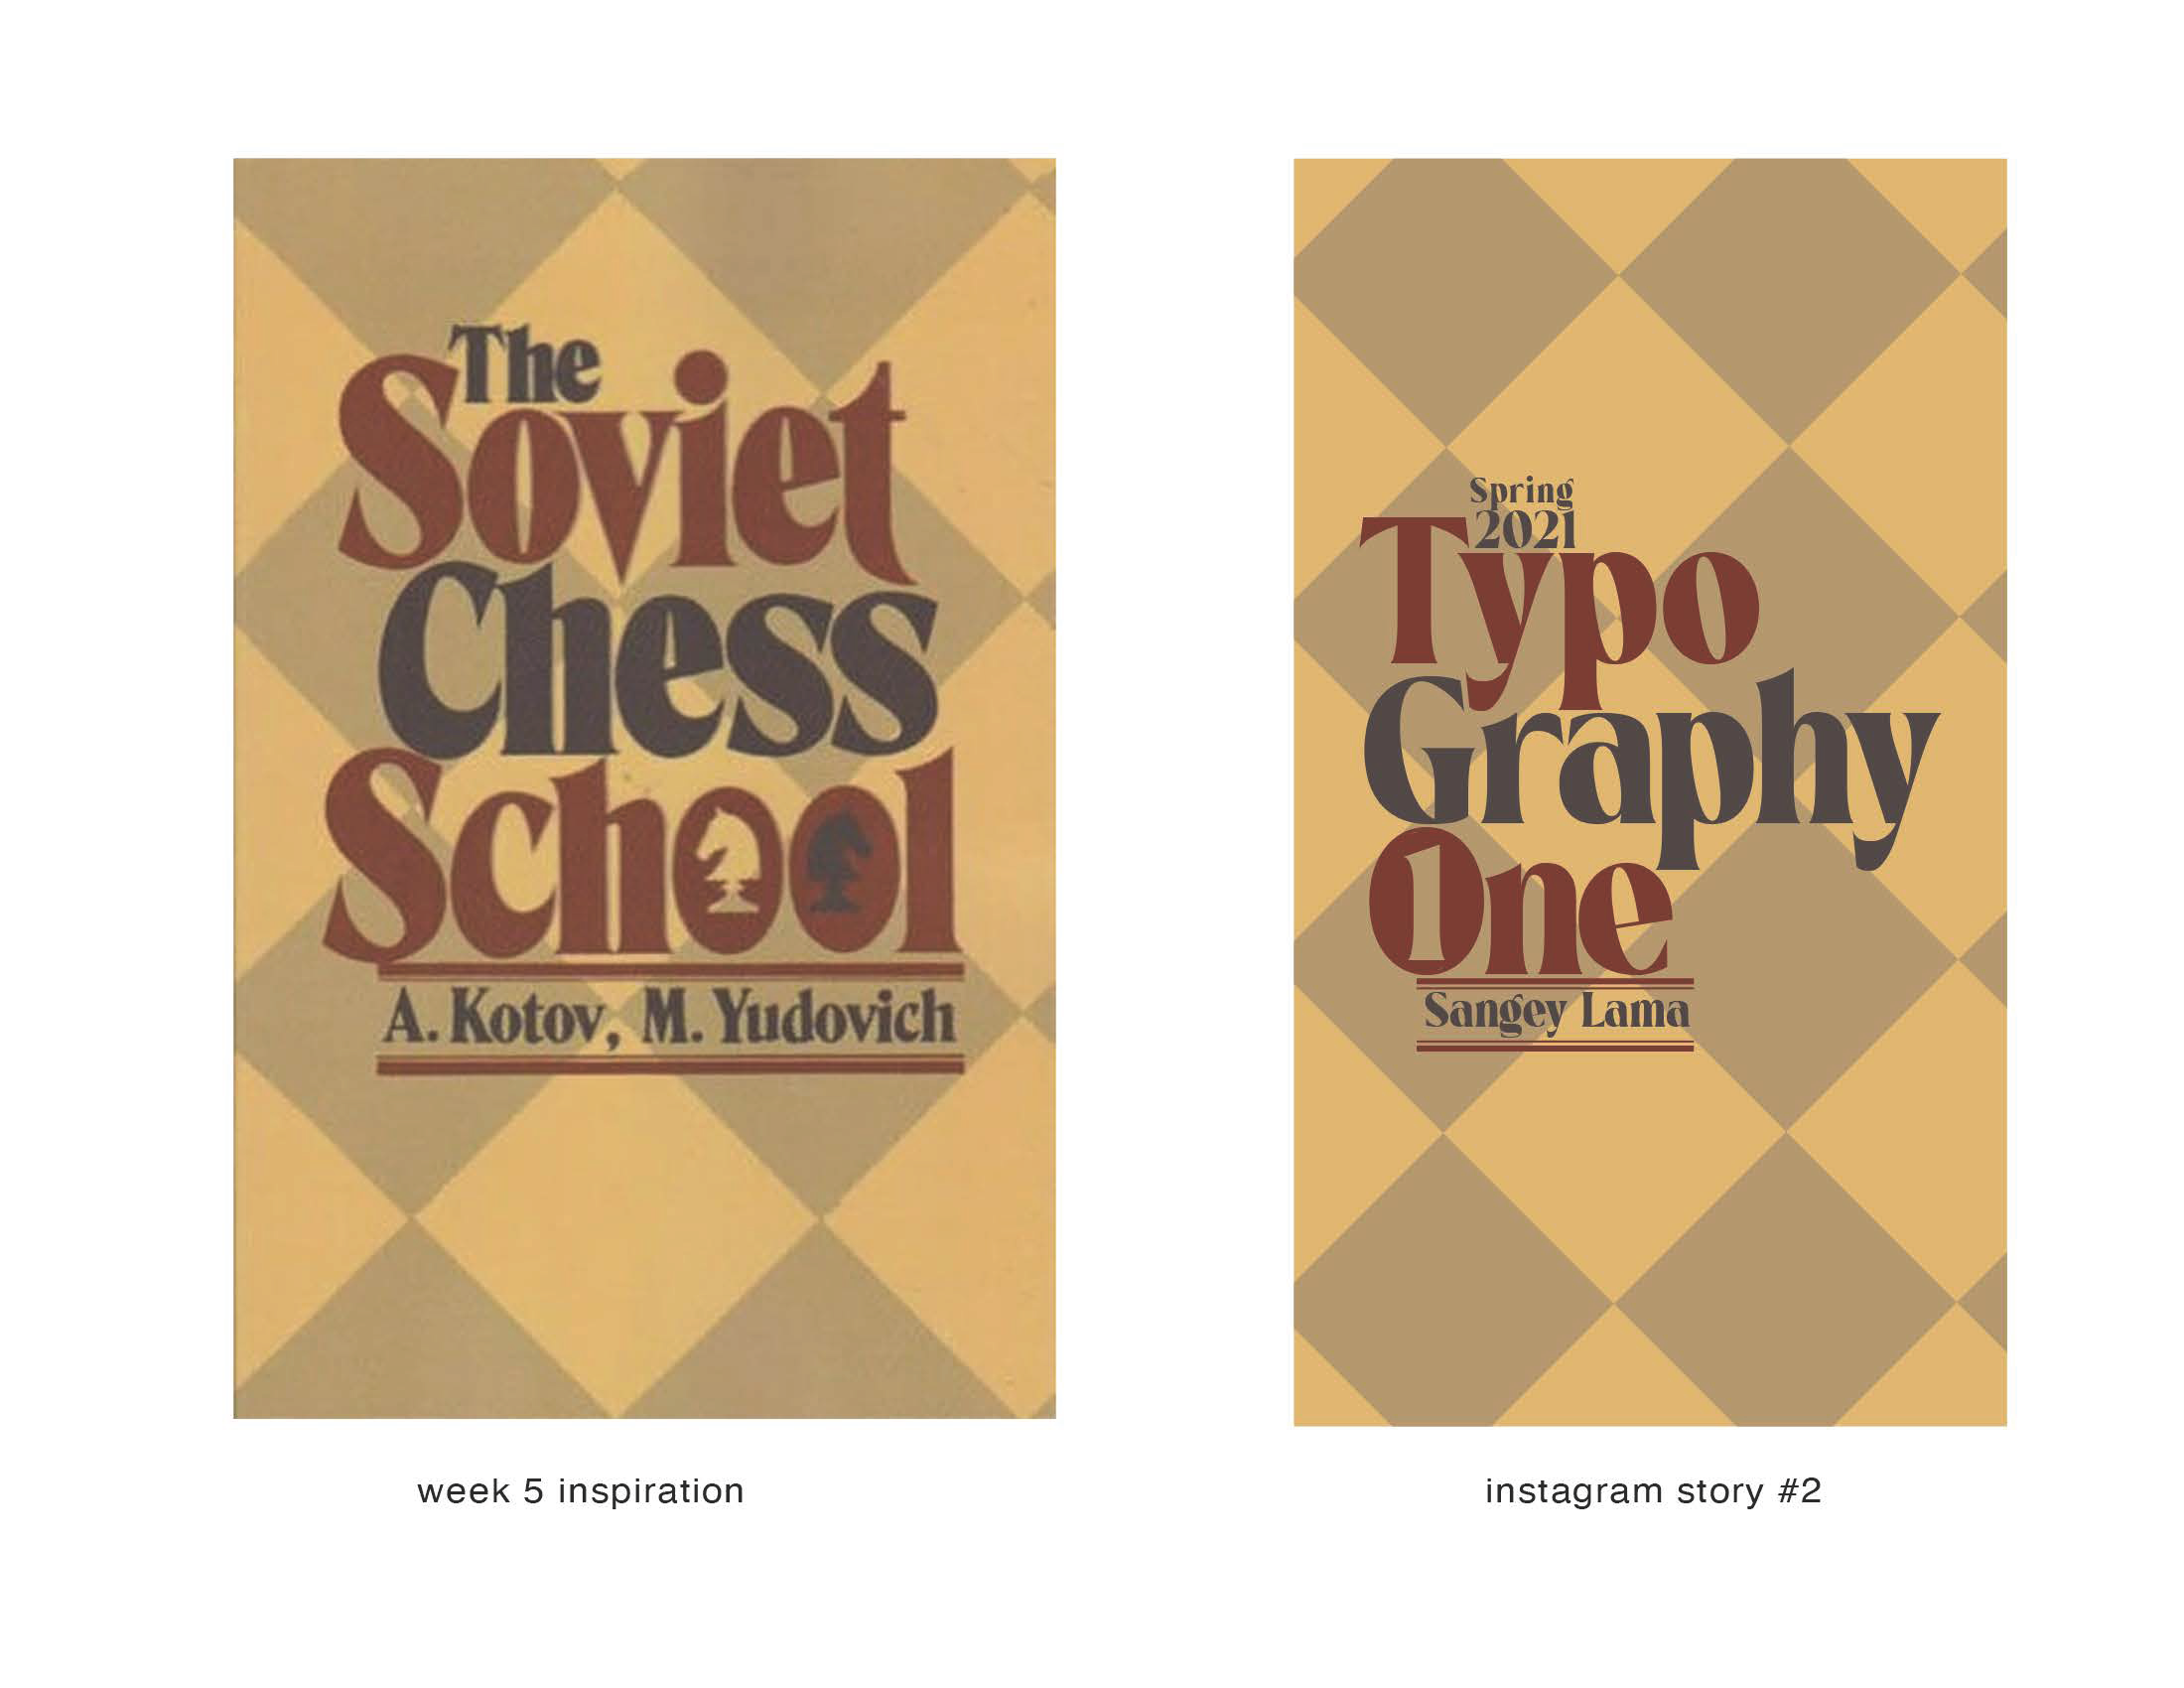 The
Soviet
Chess
School
A. Kotov, M. Yudovich
week 5 inspiration
Spring
2021
Typo
Graphy
One
1
Sangey Lama
instagram story #2